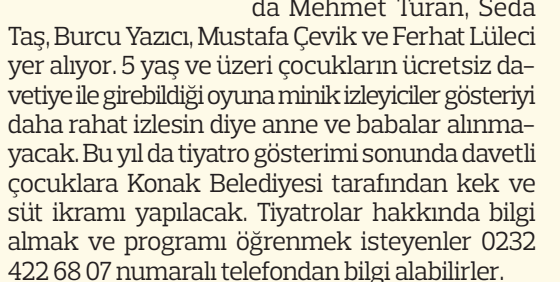 da Mehmet Turan, Seda
Taş, Burcu Yazıcı, Mustafa Çevik ve Ferhat Lüleci
yer alıyor. 5 yaş ve üzeri çocukların ücretsiz da-
vetiye ile girebildiği oyuna minik izleyiciler gösteriyi
daha rahat izlesin diye anne ve babalar alınma-
yacak. Bu yıl da tiyatro gösterimi sonunda davetli
çocuklara Konak Belediyesi tarafından kek ve
süt ikramı yapılacak. Tiyatrolar hakkında bilgi
almak ve programı öğrenmek isteyenler 0232
422 68 07 numaralı telefondan bilgi alabilirler.